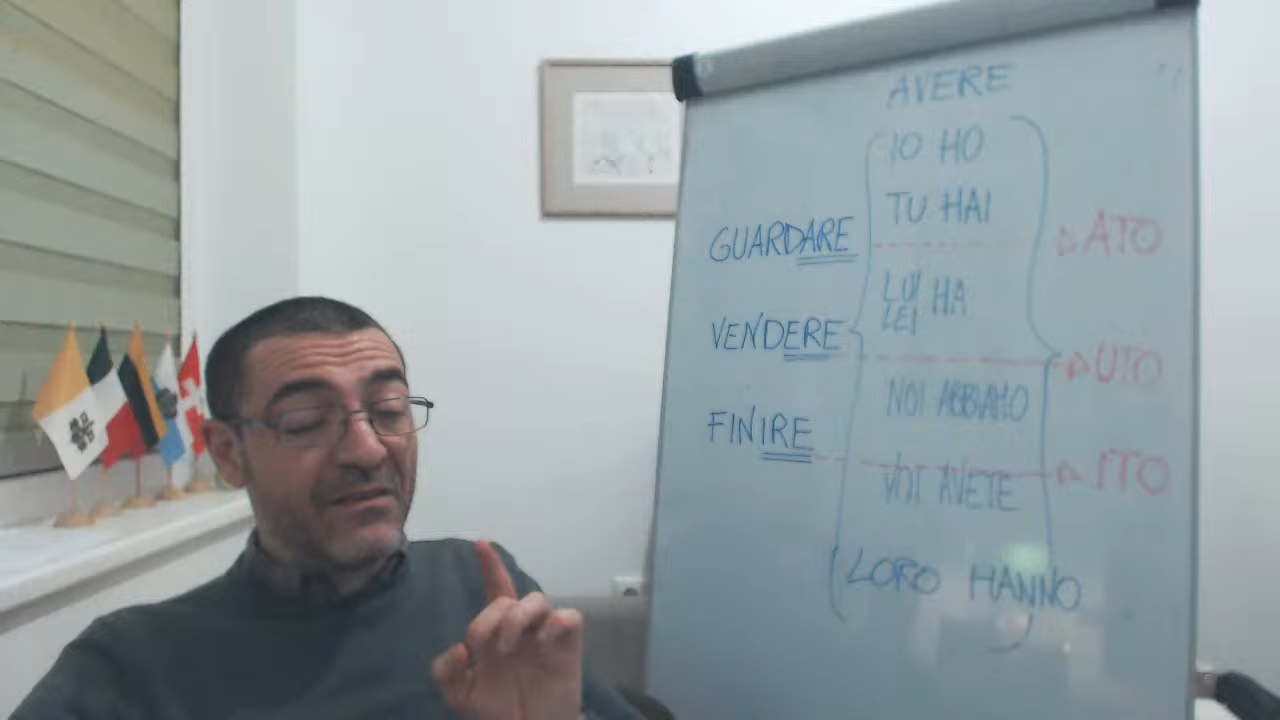 AVERE
IO HO
TU HAI
GUARDARE ATO
LUI HA
LEI
VENDERE UTO
NOI ABBIAMO
FINIRE ITO
VOI AVETE
LORO HANNO